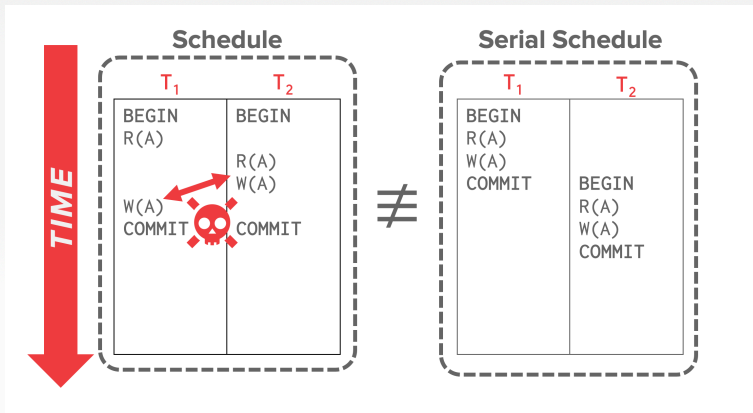 Schedule
Serial Schedule
TIME
T1
T2
BEGIN
R(A)
W(A)
COMMIT
BEGIN
R(A)
W(A)
COMMIT
≢
T1
T2
BEGIN
R(A)
W(A)
COMMIT
BEGIN
R(A)
W(A)
COMMIT